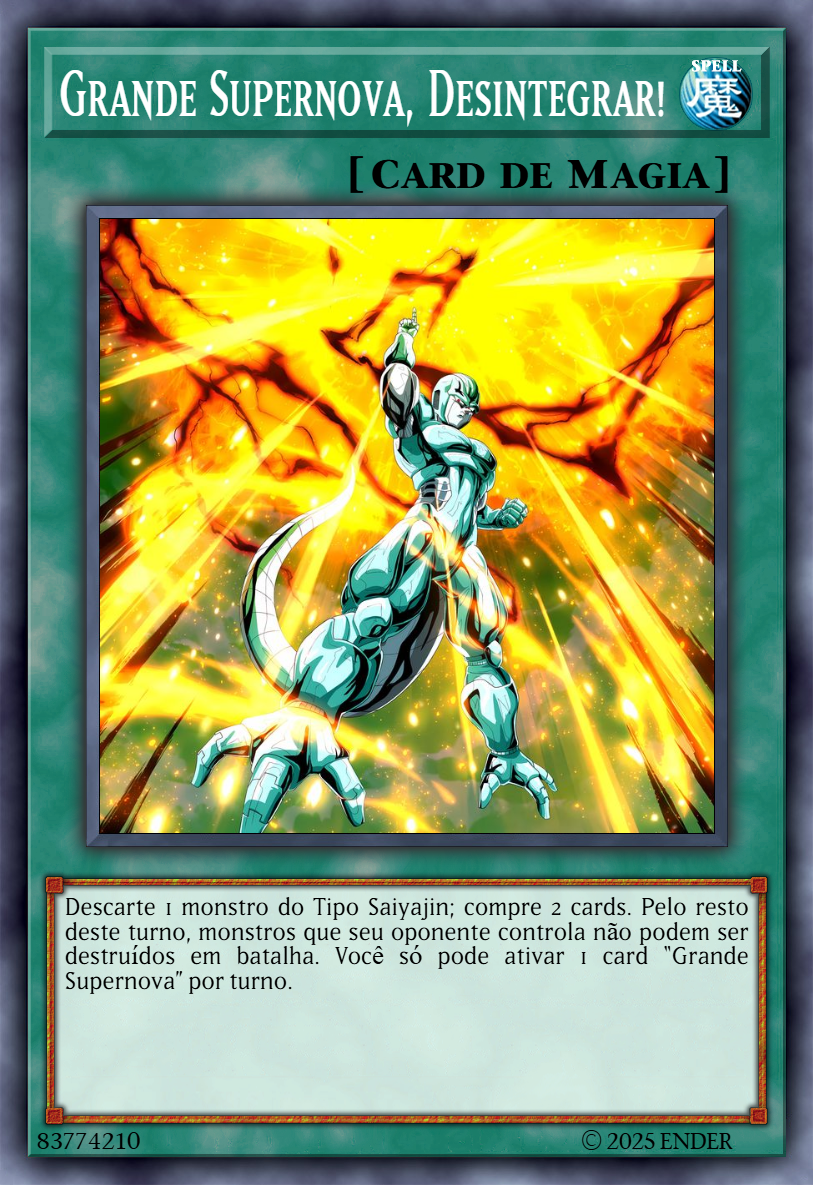 Grande Supernova, Desintegrar!
SPELL
魔
[Card de Magia]
Descarte 1 monstro do Tipo Saiyajin; compre 2 cards. Pelo resto
deste turno, monstros que seu oponente controla não podem ser
destruídos em batalha. Você só pode ativar 1 card "Grande
Supernova" por turno.
83774210
© 2025 ENDER